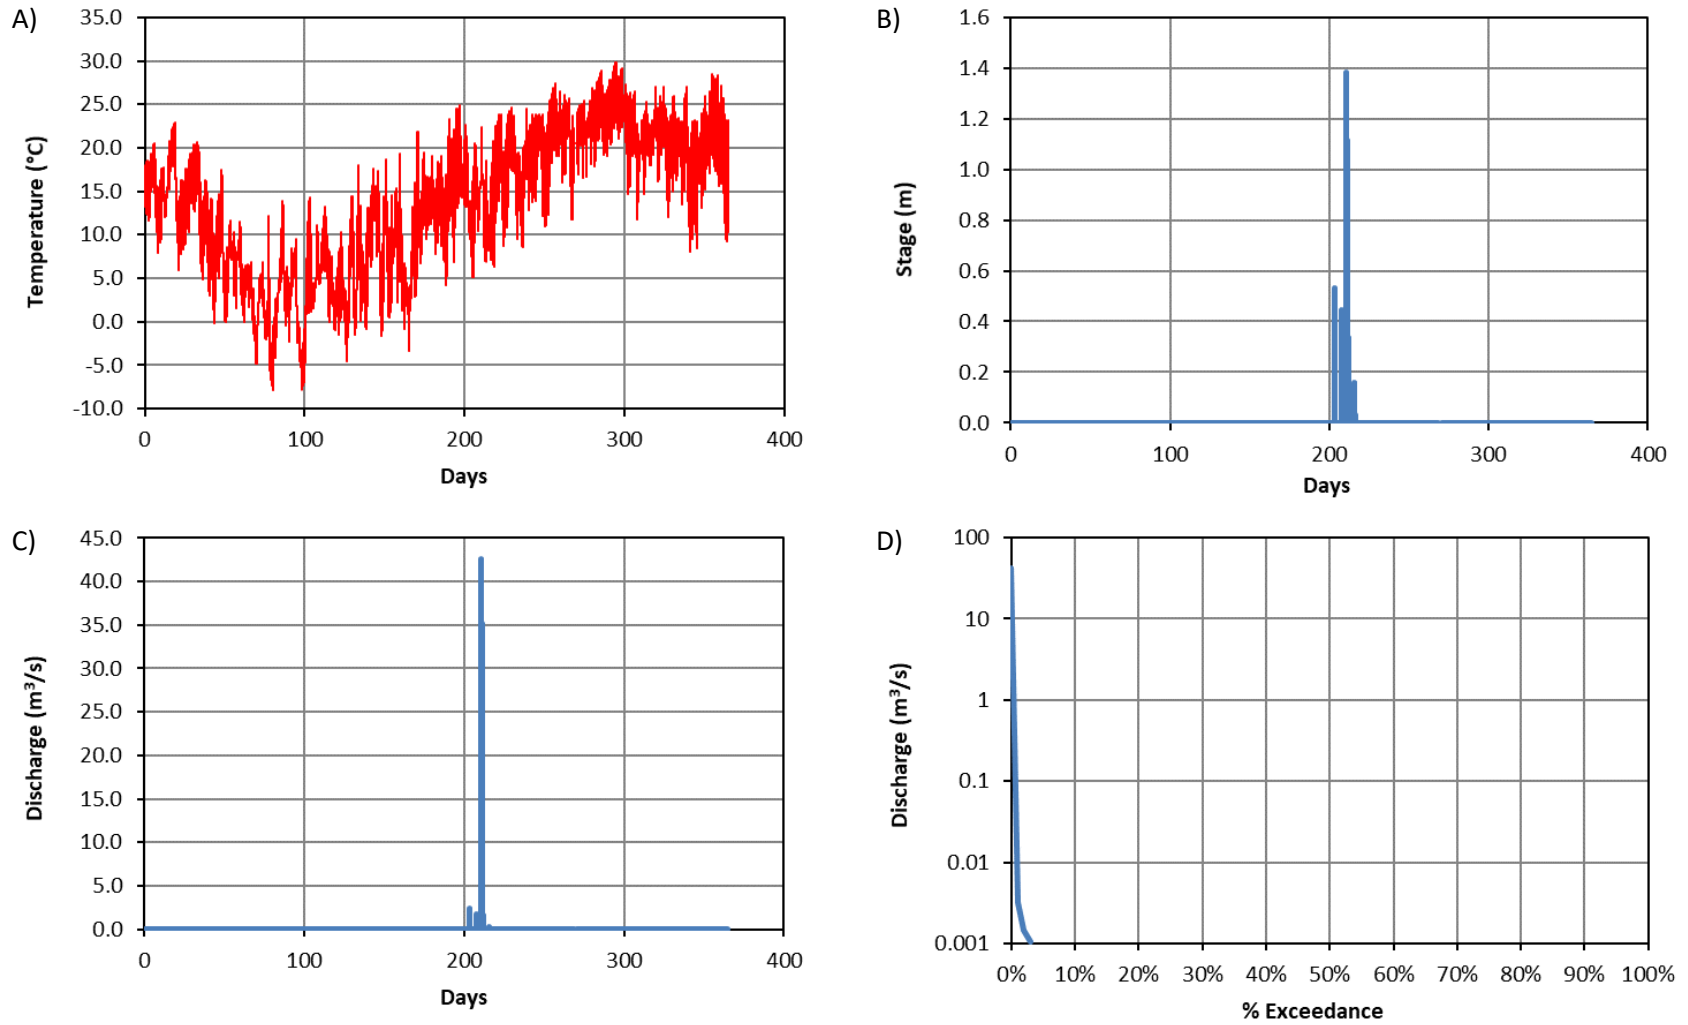 A)
35.0
30.0
25.0
20.0
15.0
10.0
5.0
0.0
-5.0
-10.0
Temperature (°C)
0 100 200 300 400
Days
B)
1.6
1.4
1.2
1.0
0.8
0.6
0.4
0.2
0.0
Stage (m)
0 100 200 300 400
Days
C)
45.0
40.0
35.0
30.0
25.0
20.0
15.0
10.0
5.0
0.0
Discharge (m³/s)
0 100 200 300 400
Days
D)
100
10
1
0.1
0.01
0.001
Discharge (m³/s)
0% 10% 20% 30% 40% 50% 60% 70% 80% 90% 100%
% Exceedance